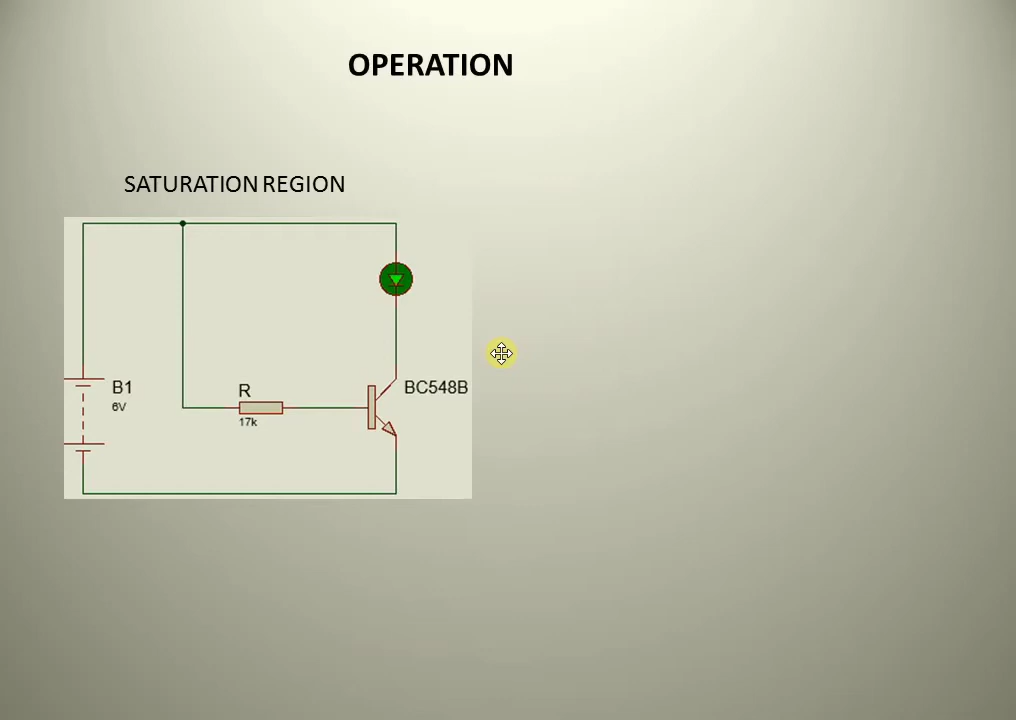 OPERATION
SATURATION REGION
B1
6V
R
17k
BC548B